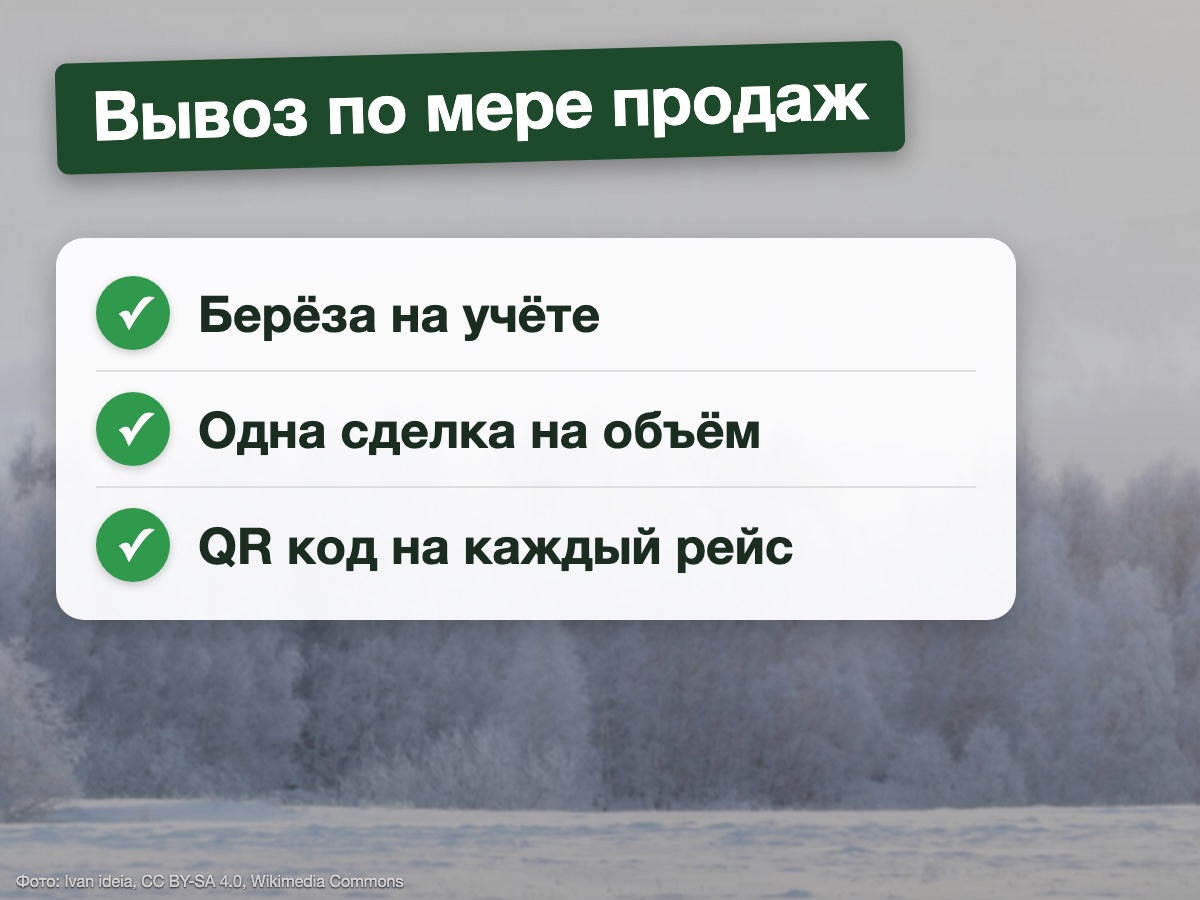 Вывоз по мере продаж
Берёза на учёте
Одна сделка на объём
QR код на каждый рейс
Фото: Ivan ideia, CC BY-SA 4.0, Wikimedia Commons